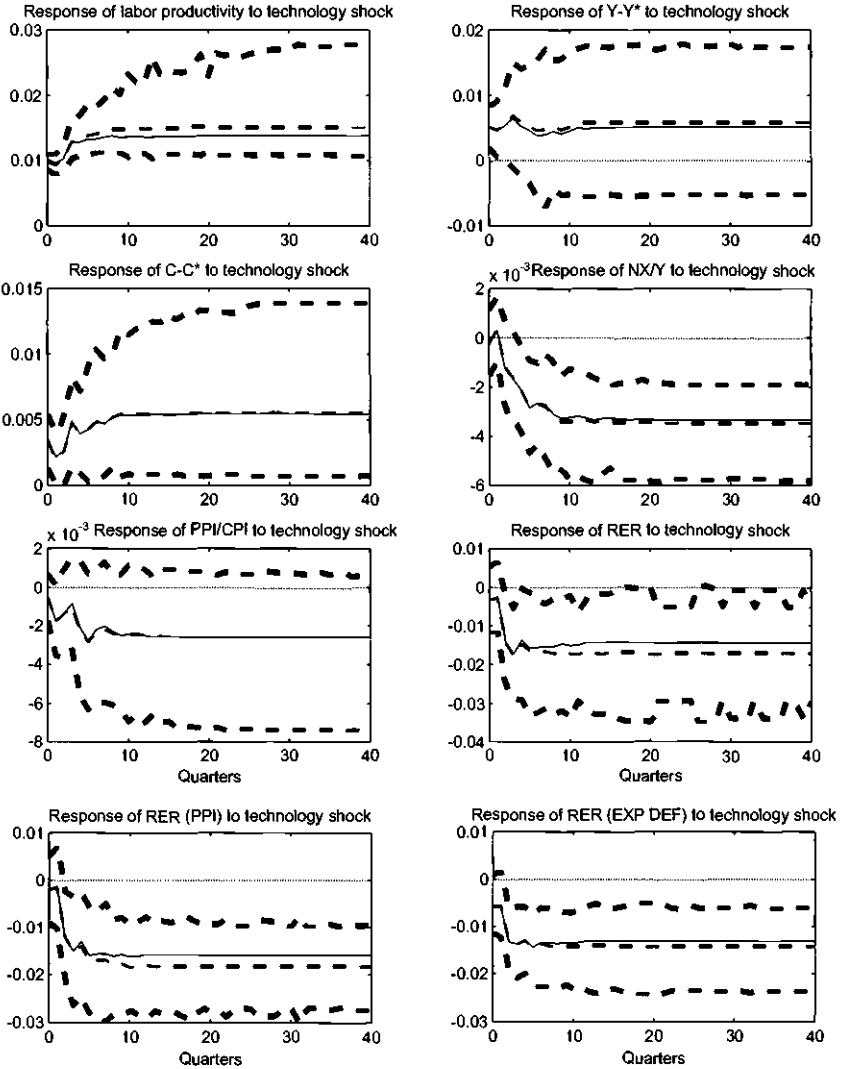 Response of labor productivity to technology shock
0.03
0.02
0.01
0
0 10 20 30 40
Response of Y-Y* to technology shock
0.02
0.01
0
-0.01
0 10 20 30 40
Response of C-C* to technology shock
0.015
0.01
0.005
0
0 10 20 30 40
x 10⁻³ Response of NX/Y to technology shock
2
0
-2
-4
-6
0 10 20 30 40
x 10⁻³ Response of PPI/CPI to technology shock
2
0
-2
-4
-6
-8
0 10 20 30 40
Quarters
Response of RER to technology shock
0.01
0
-0.01
-0.02
-0.03
-0.04
0 10 20 30 40
Quarters
Response of RER (PPI) to technology shock
0.01
0
-0.01
-0.02
-0.03
0 10 20 30 40
Quarters
Response of RER (EXP DEF) to technology shock
0.01
0
-0.01
-0.02
-0.03
0 10 20 30 40
Quarters